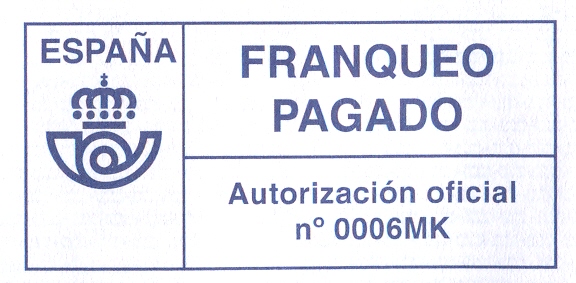 ESPAÑA
FRANQUEO
PAGADO
Autorización oficial
nº 0006MK